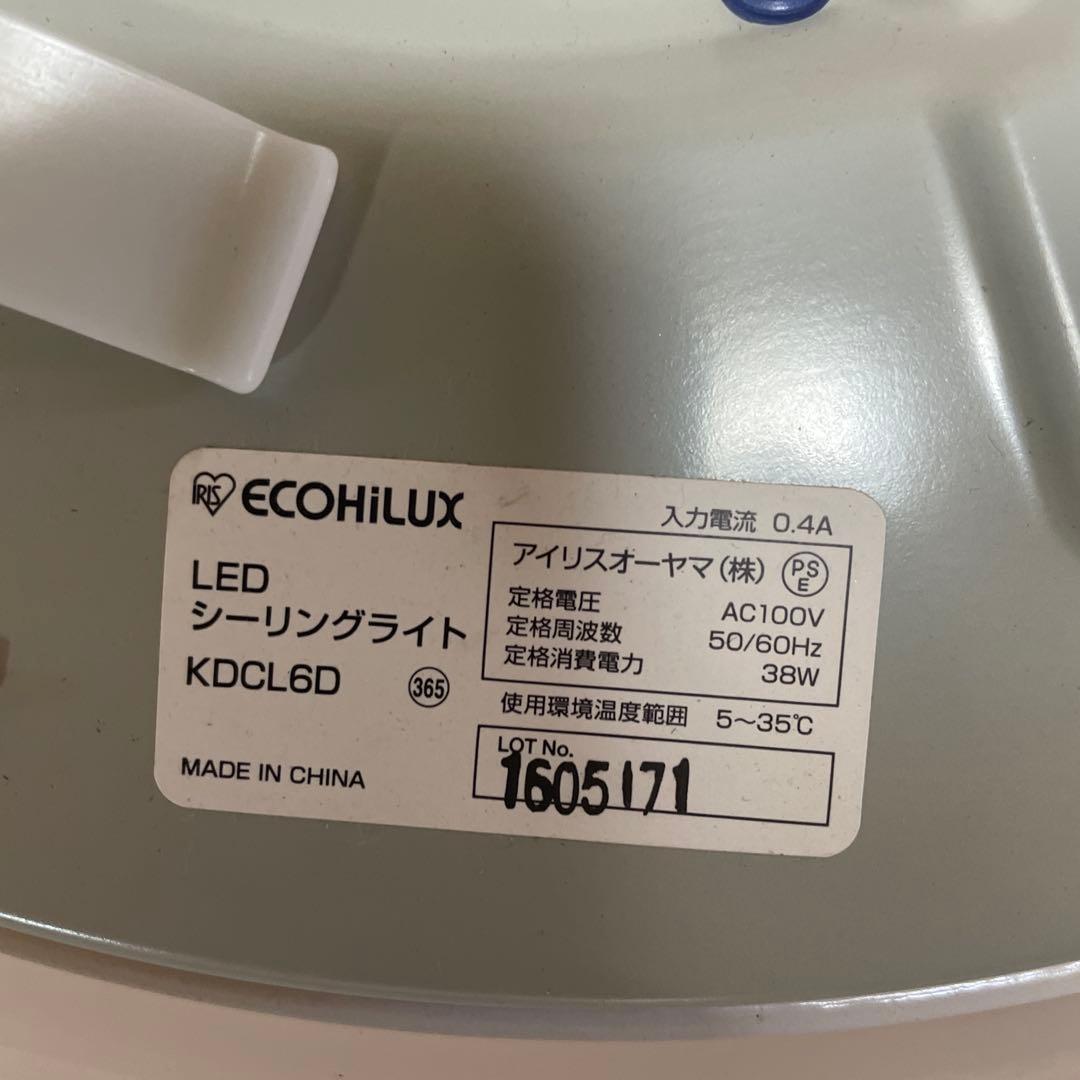 IRIS ECOHiLUX
LED
シーリングライト
KDCL6D 365
MADE IN CHINA
入力電流 0.4A
アイリスオーヤマ(株) PSE
定格電圧 AC100V
定格周波数 50/60Hz
定格消費電力 38W
使用環境温度範囲 5～35℃
LOT No.
1605171